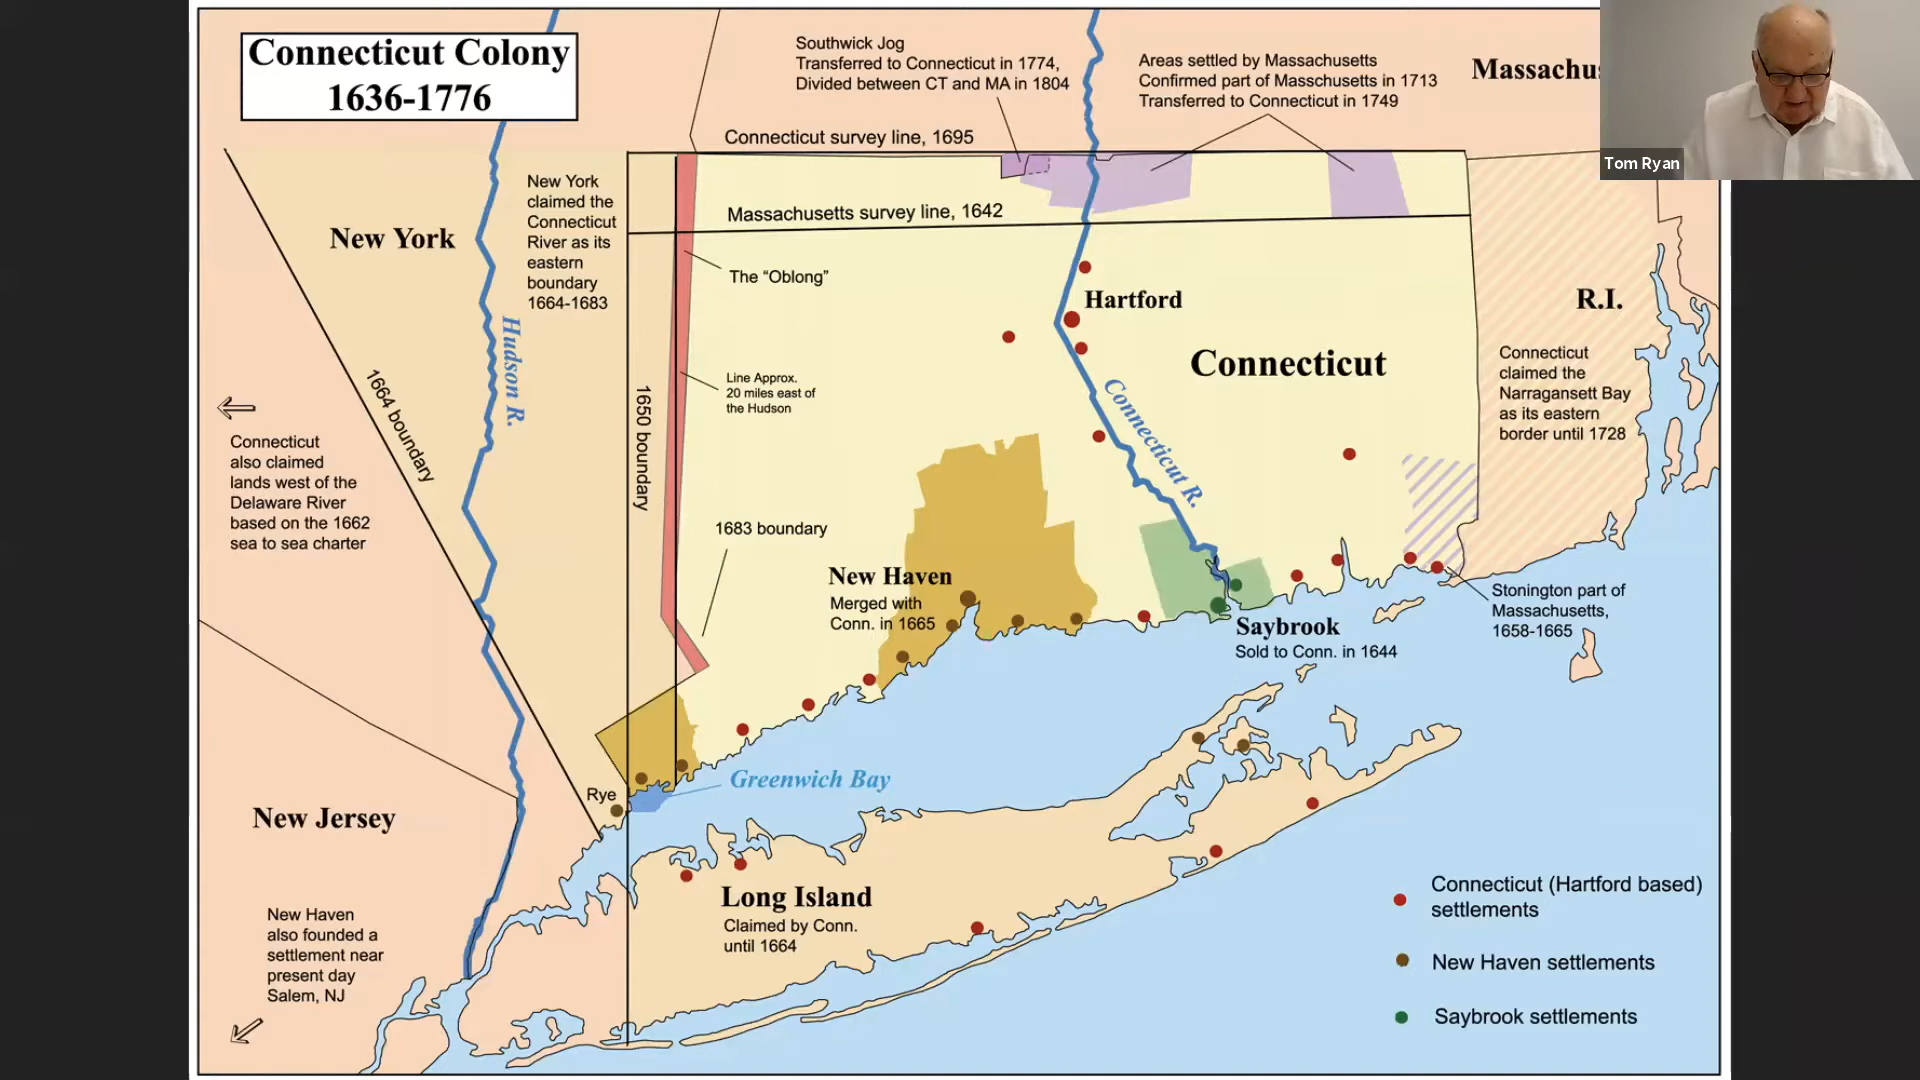 Connecticut Colony
1636-1776
Southwick Jog
Transferred to Connecticut in 1774,
Divided between CT and MA in 1804
Areas settled by Massachusetts
Confirmed part of Masschusetts in 1713
Transferred to Connecticut in 1749
Massachus
Tom Ryan
Connecticut survey line, 1695
New York
claimed the
Connecticut
River as its
eastern
boundary
1664-1683
Massachusetts survey line, 1642
New York
The “Oblong”
Hartford
R.I.
Hudson R.
Connecticut
Connecticut
claimed the
Narragansett Bay
as its eastern
border until 1728
Line Approx.
20 miles east of
the Hudson
1664 boundary
1650 boundary
Connecticut R.
Connecticut
also claimed
lands west of the
Delaware River
based on the 1662
sea to sea charter
1683 boundary
New Haven
Merged with
Conn. in 1665
Stonington part of
Massachusetts,
1658-1665
Saybrook
Sold to Conn. in 1644
Greenwich Bay
Rye
New Jersey
Long Island
Claimed by Conn.
until 1664
New Haven
also founded a
settlement near
present day
Salem, NJ
Connecticut (Hartford based)
settlements
New Haven settlements
Saybrook settlements